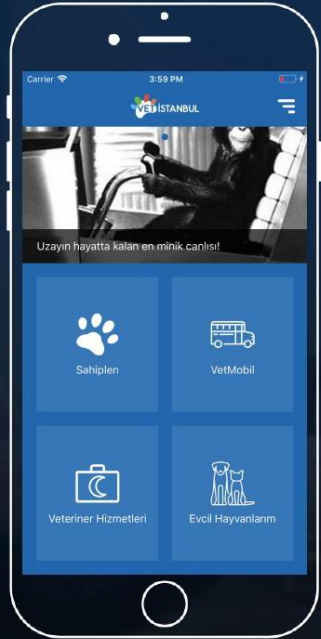 Carrier
3:59 PM
VETİSTANBUL
Uzayın hayatta kalan en minik canlısı!
Sahiplen
VetMobil
Veteriner Hizmetleri
Evcil Hayvanlarım